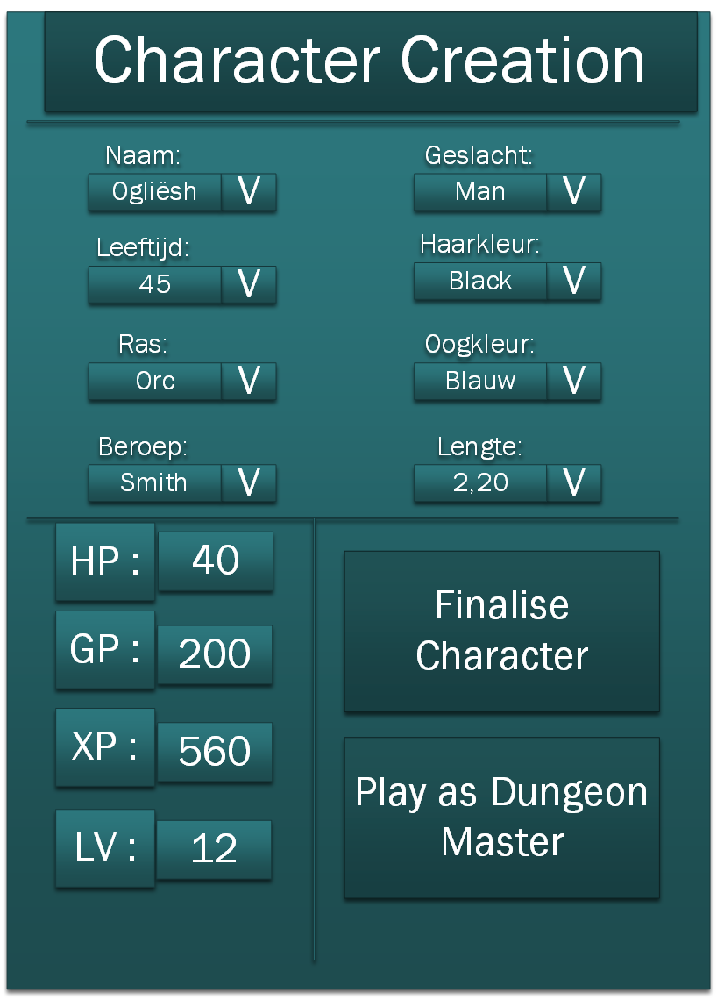 Character Creation
Naam:
Ogliësh V
Leeftijd:
45 V
Ras:
Orc V
Beroep:
Smith V
Geslacht:
Man V
Haarkleur:
Black V
Oogkleur:
Blauw V
Lengte:
2,20 V
HP : 40
GP : 200
XP : 560
LV : 12
Finalise
Character
Play as Dungeon
Master